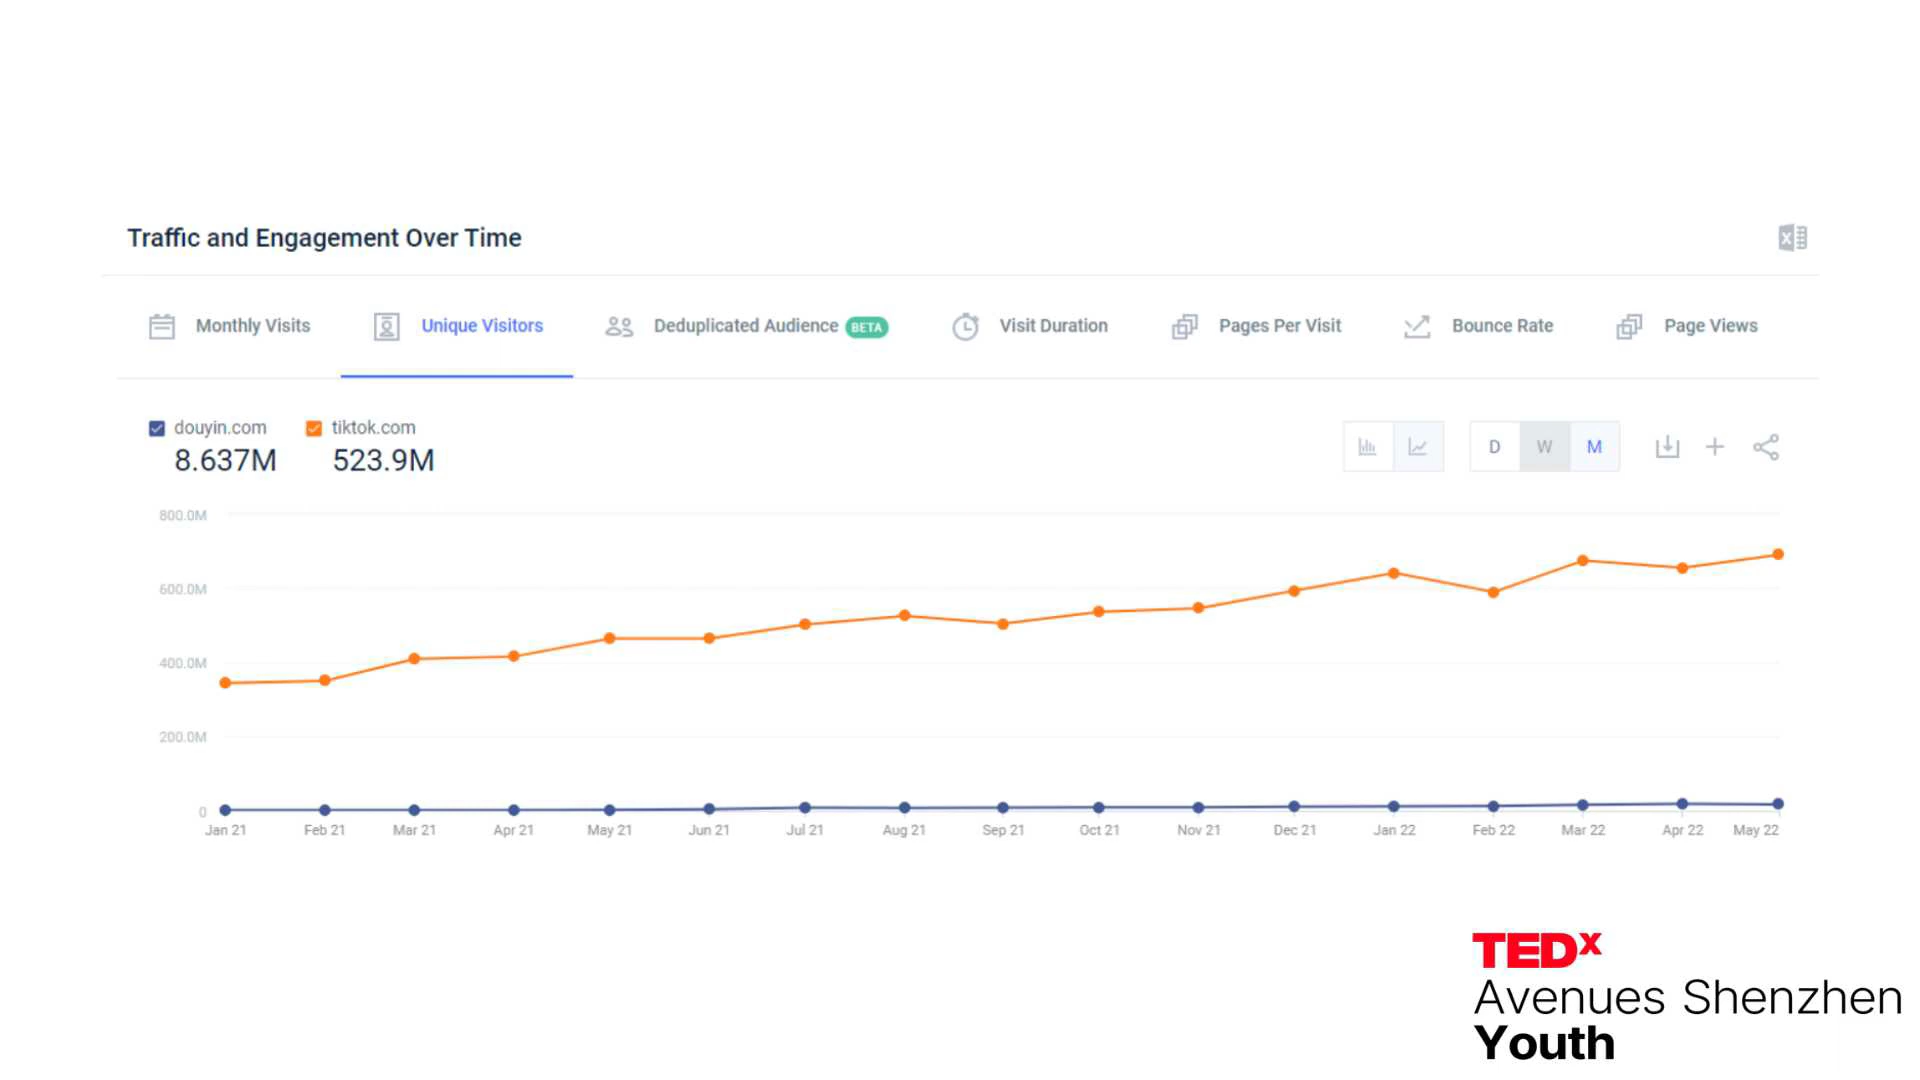 Traffic and Engagement Over Time
Monthly Visits
Unique Visitors
Deduplicated Audience BETA
Visit Duration
Pages Per Visit
Bounce Rate
Page Views
douyin.com
8.637M
tiktok.com
523.9M
D W M
800.0M
600.0M
400.0M
200.0M
0
Jan 21 Feb 21 Mar 21 Apr 21 May 21 Jun 21 Jul 21 Aug 21 Sep 21 Oct 21 Nov 21 Dec 21 Jan 22 Feb 22 Mar 22 Apr 22 May 22
TEDx
Avenues Shenzhen
Youth